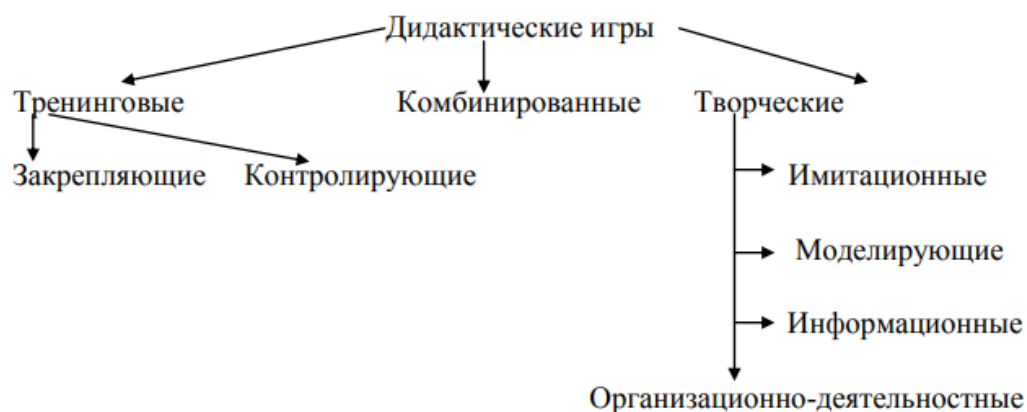 Дидактические игры
Тренинговые Комбинированные Творческие
Закрепляющие Контролирующие Имитационные
Моделирующие
Информационные
Организационно-деятельностные